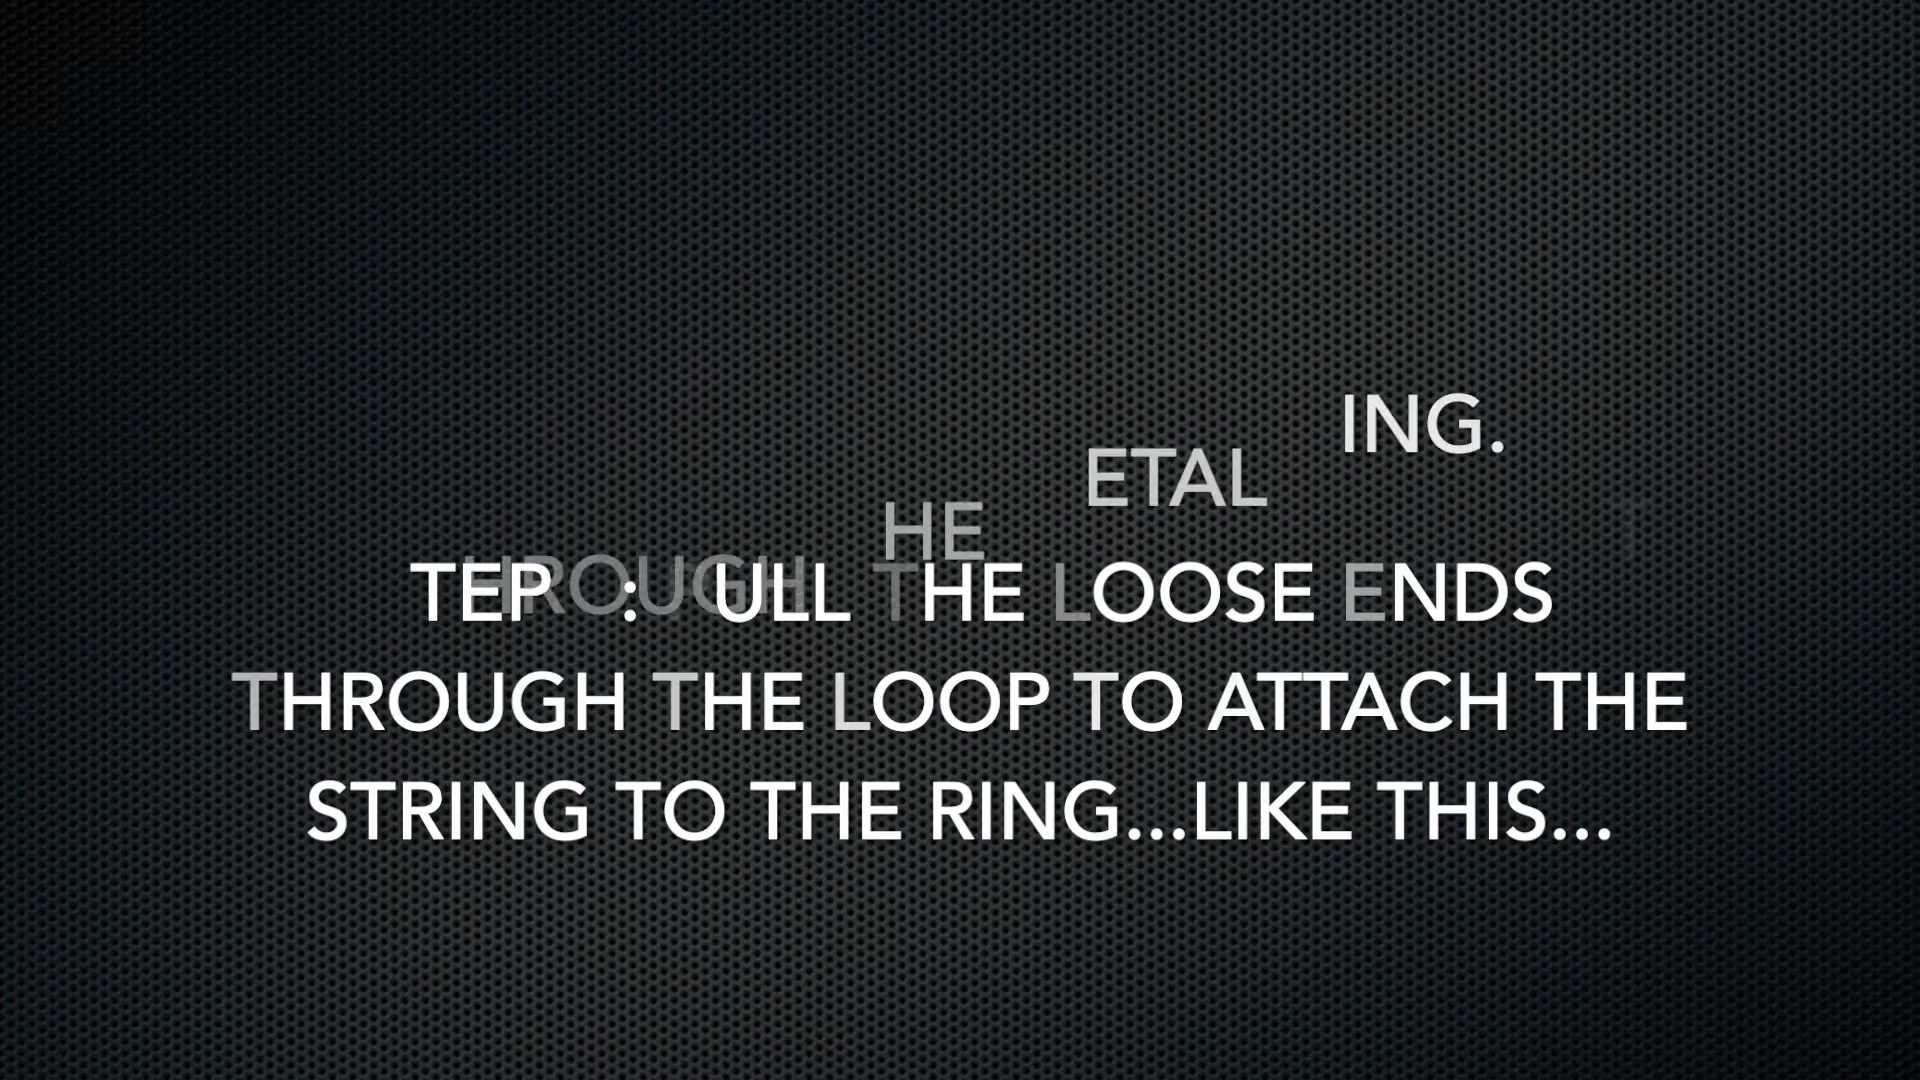 ING.
ETAL
HE
HROUGH
TEP : ULL THE LOOSE ENDS
THROUGH THE LOOP TO ATTACH THE
STRING TO THE RING...LIKE THIS...